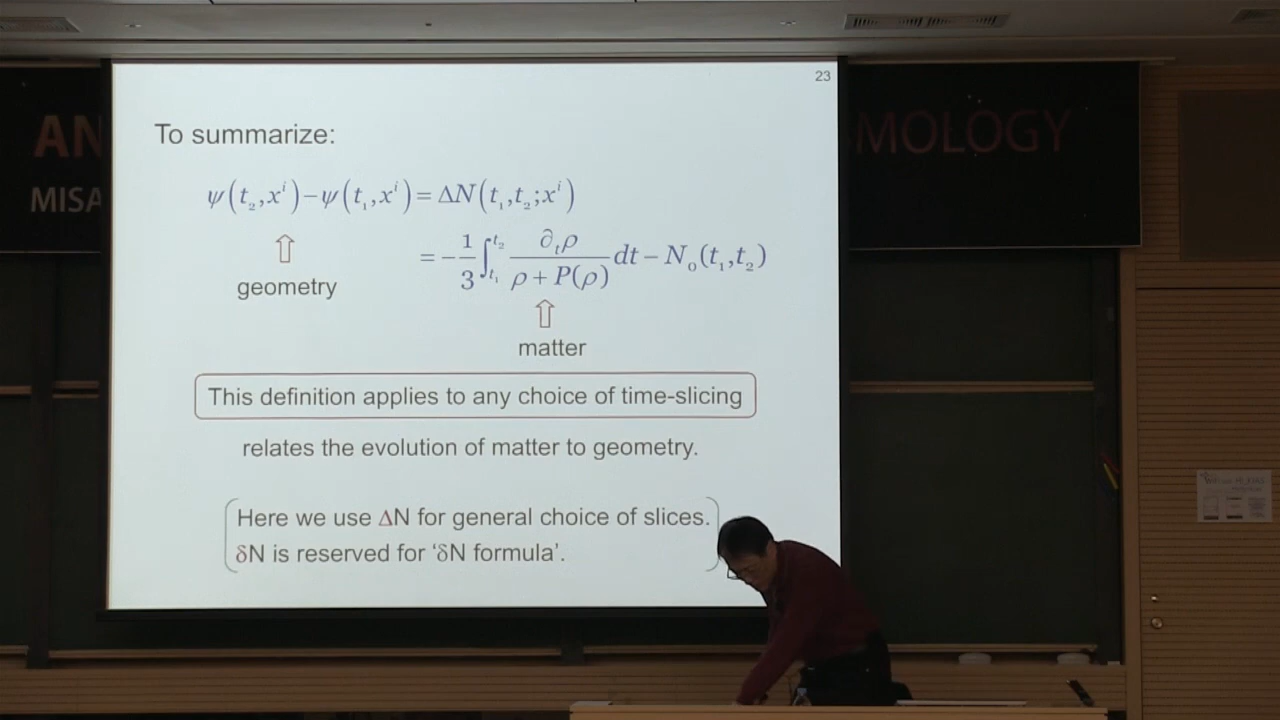 23
To summarize:
ψ(t₂,xⁱ)−ψ(t₁,xⁱ)=ΔN(t₁,t₂;xⁱ)
= −1/3 ∫_{t₁}^{t₂} ∂ₜρ/(ρ+P(ρ)) dt − N₀(t₁,t₂)
⇧
geometry
⇧
matter
This definition applies to any choice of time-slicing
relates the evolution of matter to geometry.
Here we use ΔN for general choice of slices.
δN is reserved for ‘δN formula’.
AN
MOLOGY
MISA